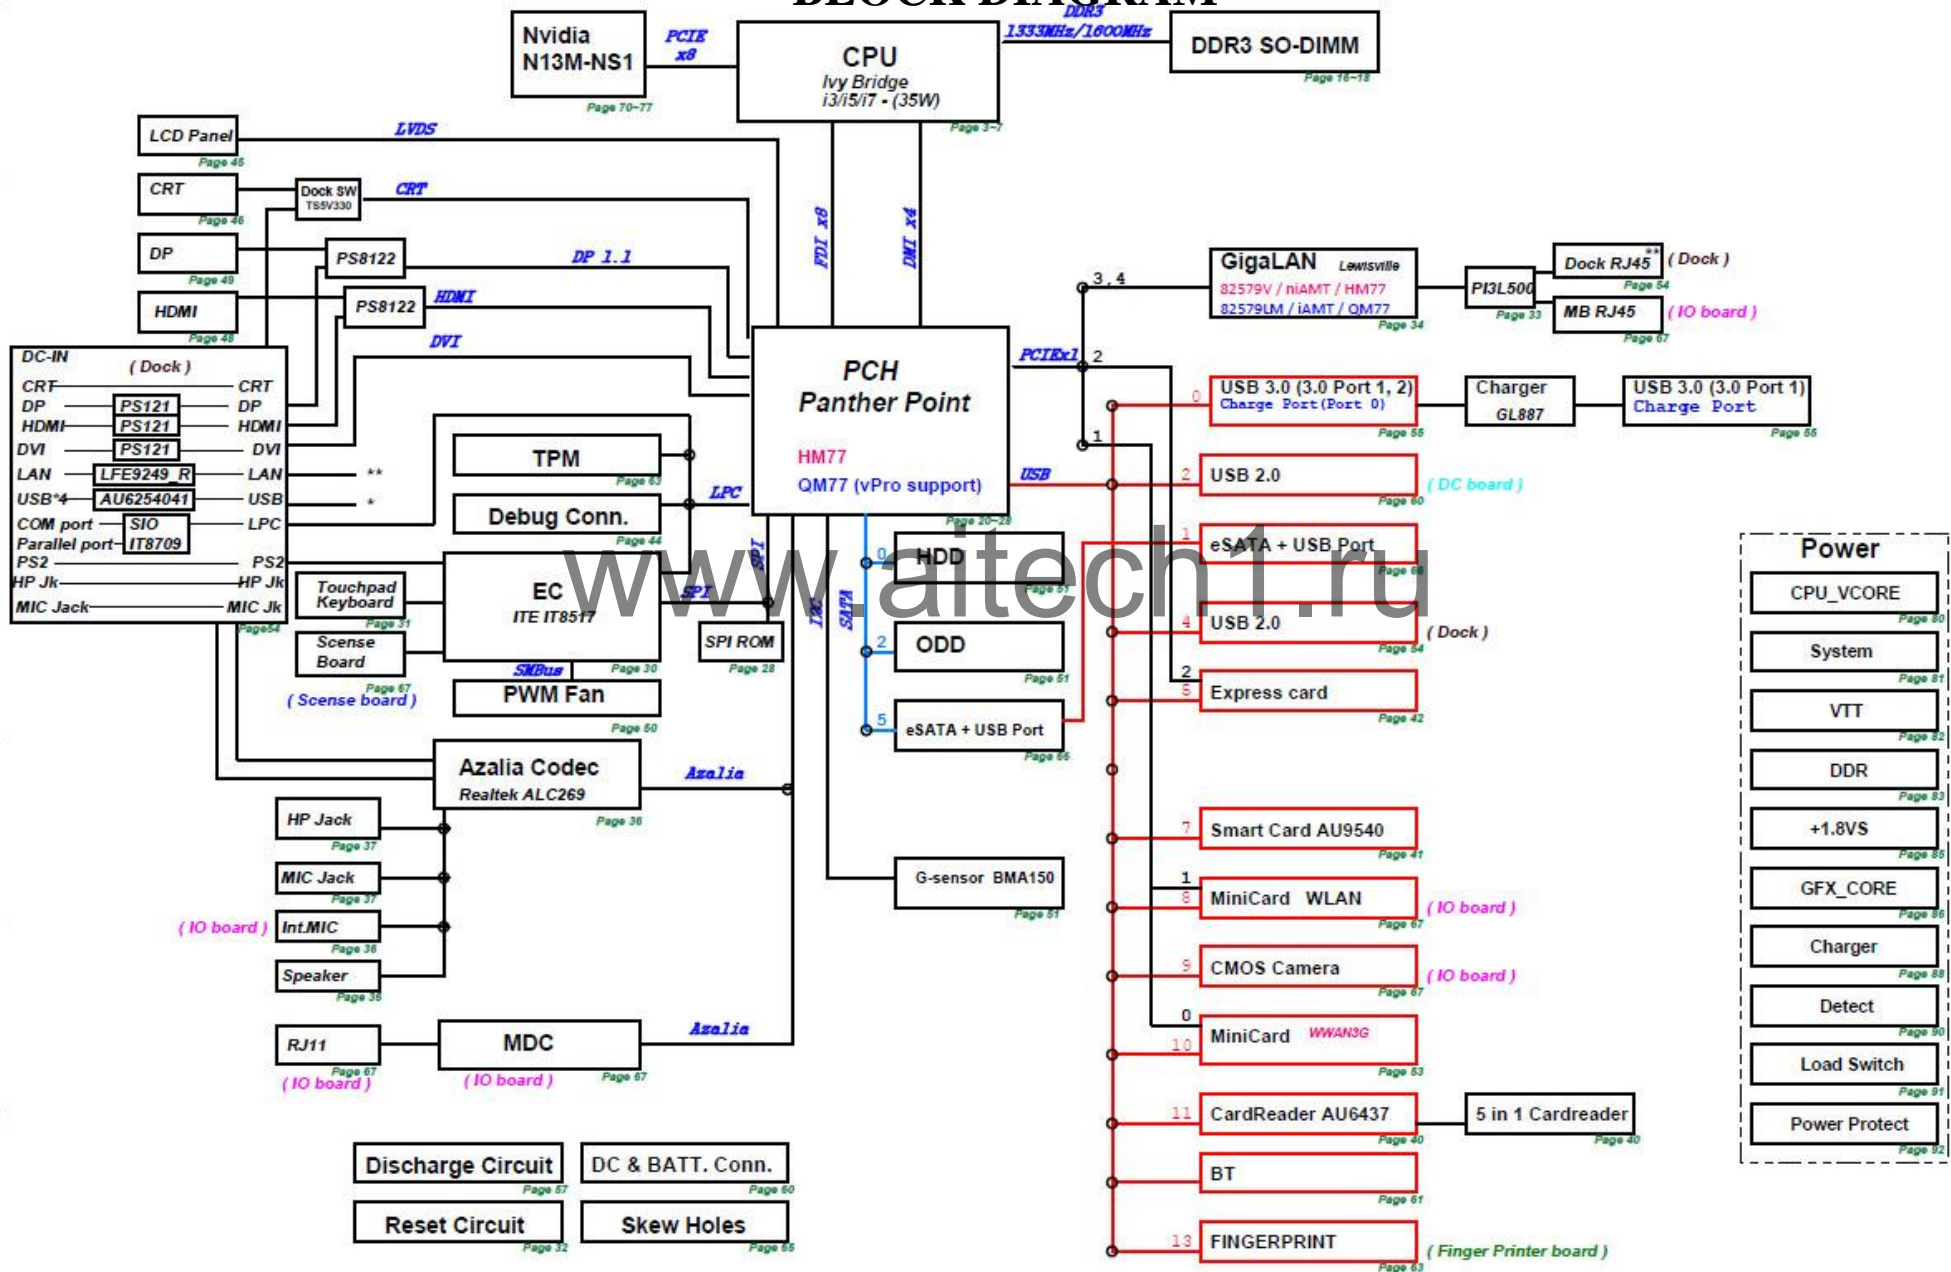 BLOCK DIAGRAM
Nvidia
N13M-NS1
Page 70~77
PCIE
x8
CPU
Ivy Bridge
i3/i5/i7 - (35W)
Page 3~7
DDR3
1333MHz/1600MHz
DDR3 SO-DIMM
Page 16~18
LCD Panel
Page 45
LVDS
CRT
Page 46
Dock SW
TS5V330
CRT
DP
Page 49
PS8122
DP 1.1
HDMI
Page 48
PS8122
HDMI
DVI
FDI x8
DMI x4
DC-IN
( Dock )
CRT CRT
DP PS121 DP
HDMI PS121 HDMI
DVI PS121 DVI
LAN LFE9249_R LAN
**
USB*4 AU6254041 USB
*
COM port SIO LPC
Parallel port IT8709
PS2 PS2
HP Jk HP Jk
MIC Jack MIC Jk
Page54
PCH
Panther Point
HM77
QM77 (vPro support)
Page 20~28
TPM
Page 63
LPC
Debug Conn.
Page 44
EC
ITE IT8517
Page 30
Touchpad
Keyboard
Page 31
Scense
Board
Page 67
( Scense board )
SMBus
PWM Fan
Page 50
SPI
SPI
SPI ROM
Page 28
I2C
SATA
0
HDD
Page 51
2
ODD
Page 51
5
eSATA + USB Port
Page 66
Azalia Codec
Realtek ALC269
Page 36
Azalia
HP Jack
Page 37
MIC Jack
Page 37
( IO board )
Int.MIC
Page 36
Speaker
Page 36
RJ11
Page 67
( IO board )
MDC
( IO board )
Page 67
Azalia
G-sensor BMA150
Page 51
Discharge Circuit
Page 57
DC & BATT. Conn.
Page 60
Reset Circuit
Page 32
Skew Holes
Page 65
PCIEx1
3,4
2
1
USB
GigaLAN Lewisville
82579V / niAMT / HM77
82579LM / iAMT / QM77
Page 34
PI3L500
Page 33
Dock RJ45
**
( Dock )
Page 54
MB RJ45
( IO board )
Page 67
0
USB 3.0 (3.0 Port 1, 2)
Charge Port(Port 0)
Page 55
Charger
GL887
USB 3.0 (3.0 Port 1)
Charge Port
Page 55
2
USB 2.0
( DC board )
Page 60
1
eSATA + USB Port
Page 66
4
USB 2.0
( Dock )
Page 54
2
5
Express card
Page 42
7
Smart Card AU9540
Page 41
1
8
MiniCard WLAN
( IO board )
Page 67
9
CMOS Camera
( IO board )
Page 67
0
10
MiniCard WWAN3G
Page 53
11
CardReader AU6437
Page 40
5 in 1 Cardreader
Page 40
BT
Page 61
13
FINGERPRINT
( Finger Printer board )
Page 63
Power
CPU_VCORE
Page 80
System
Page 81
VTT
Page 82
DDR
Page 83
+1.8VS
Page 85
GFX_CORE
Page 86
Charger
Page 88
Detect
Page 90
Load Switch
Page 91
Power Protect
Page 92
www.aitech1.ru